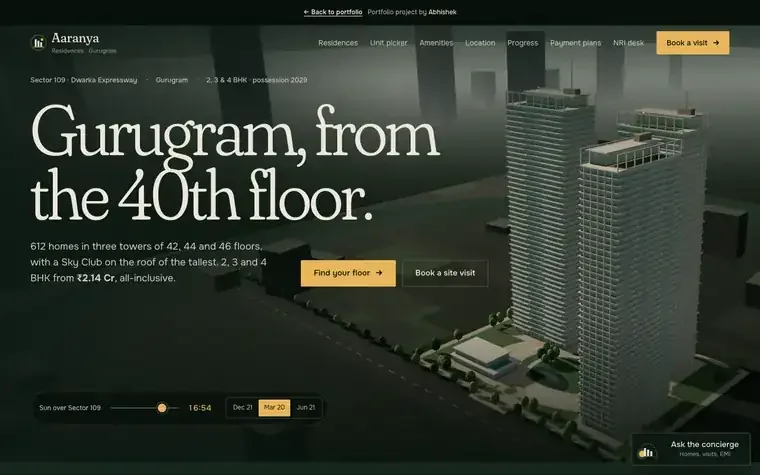 ← Back to portfolio Portfolio project by Abhishek
Aaranya
Residences · Gurugram
Residences Unit picker Amenities Location Progress Payment plans NRI desk Book a visit →
Sector 109 · Dwarka Expressway · Gurugram · 2, 3 & 4 BHK · possession 2029
Gurugram, from
the 40th floor.
612 homes in three towers of 42, 44 and 46 floors,
with a Sky Club on the roof of the tallest. 2, 3 and 4
BHK from ₹2.14 Cr, all-inclusive.
Find your floor → Book a site visit
Sun over Sector 109 16:54 Dec 21 Mar 20 Jun 21
Ask the concierge
Homes, visits, EMI